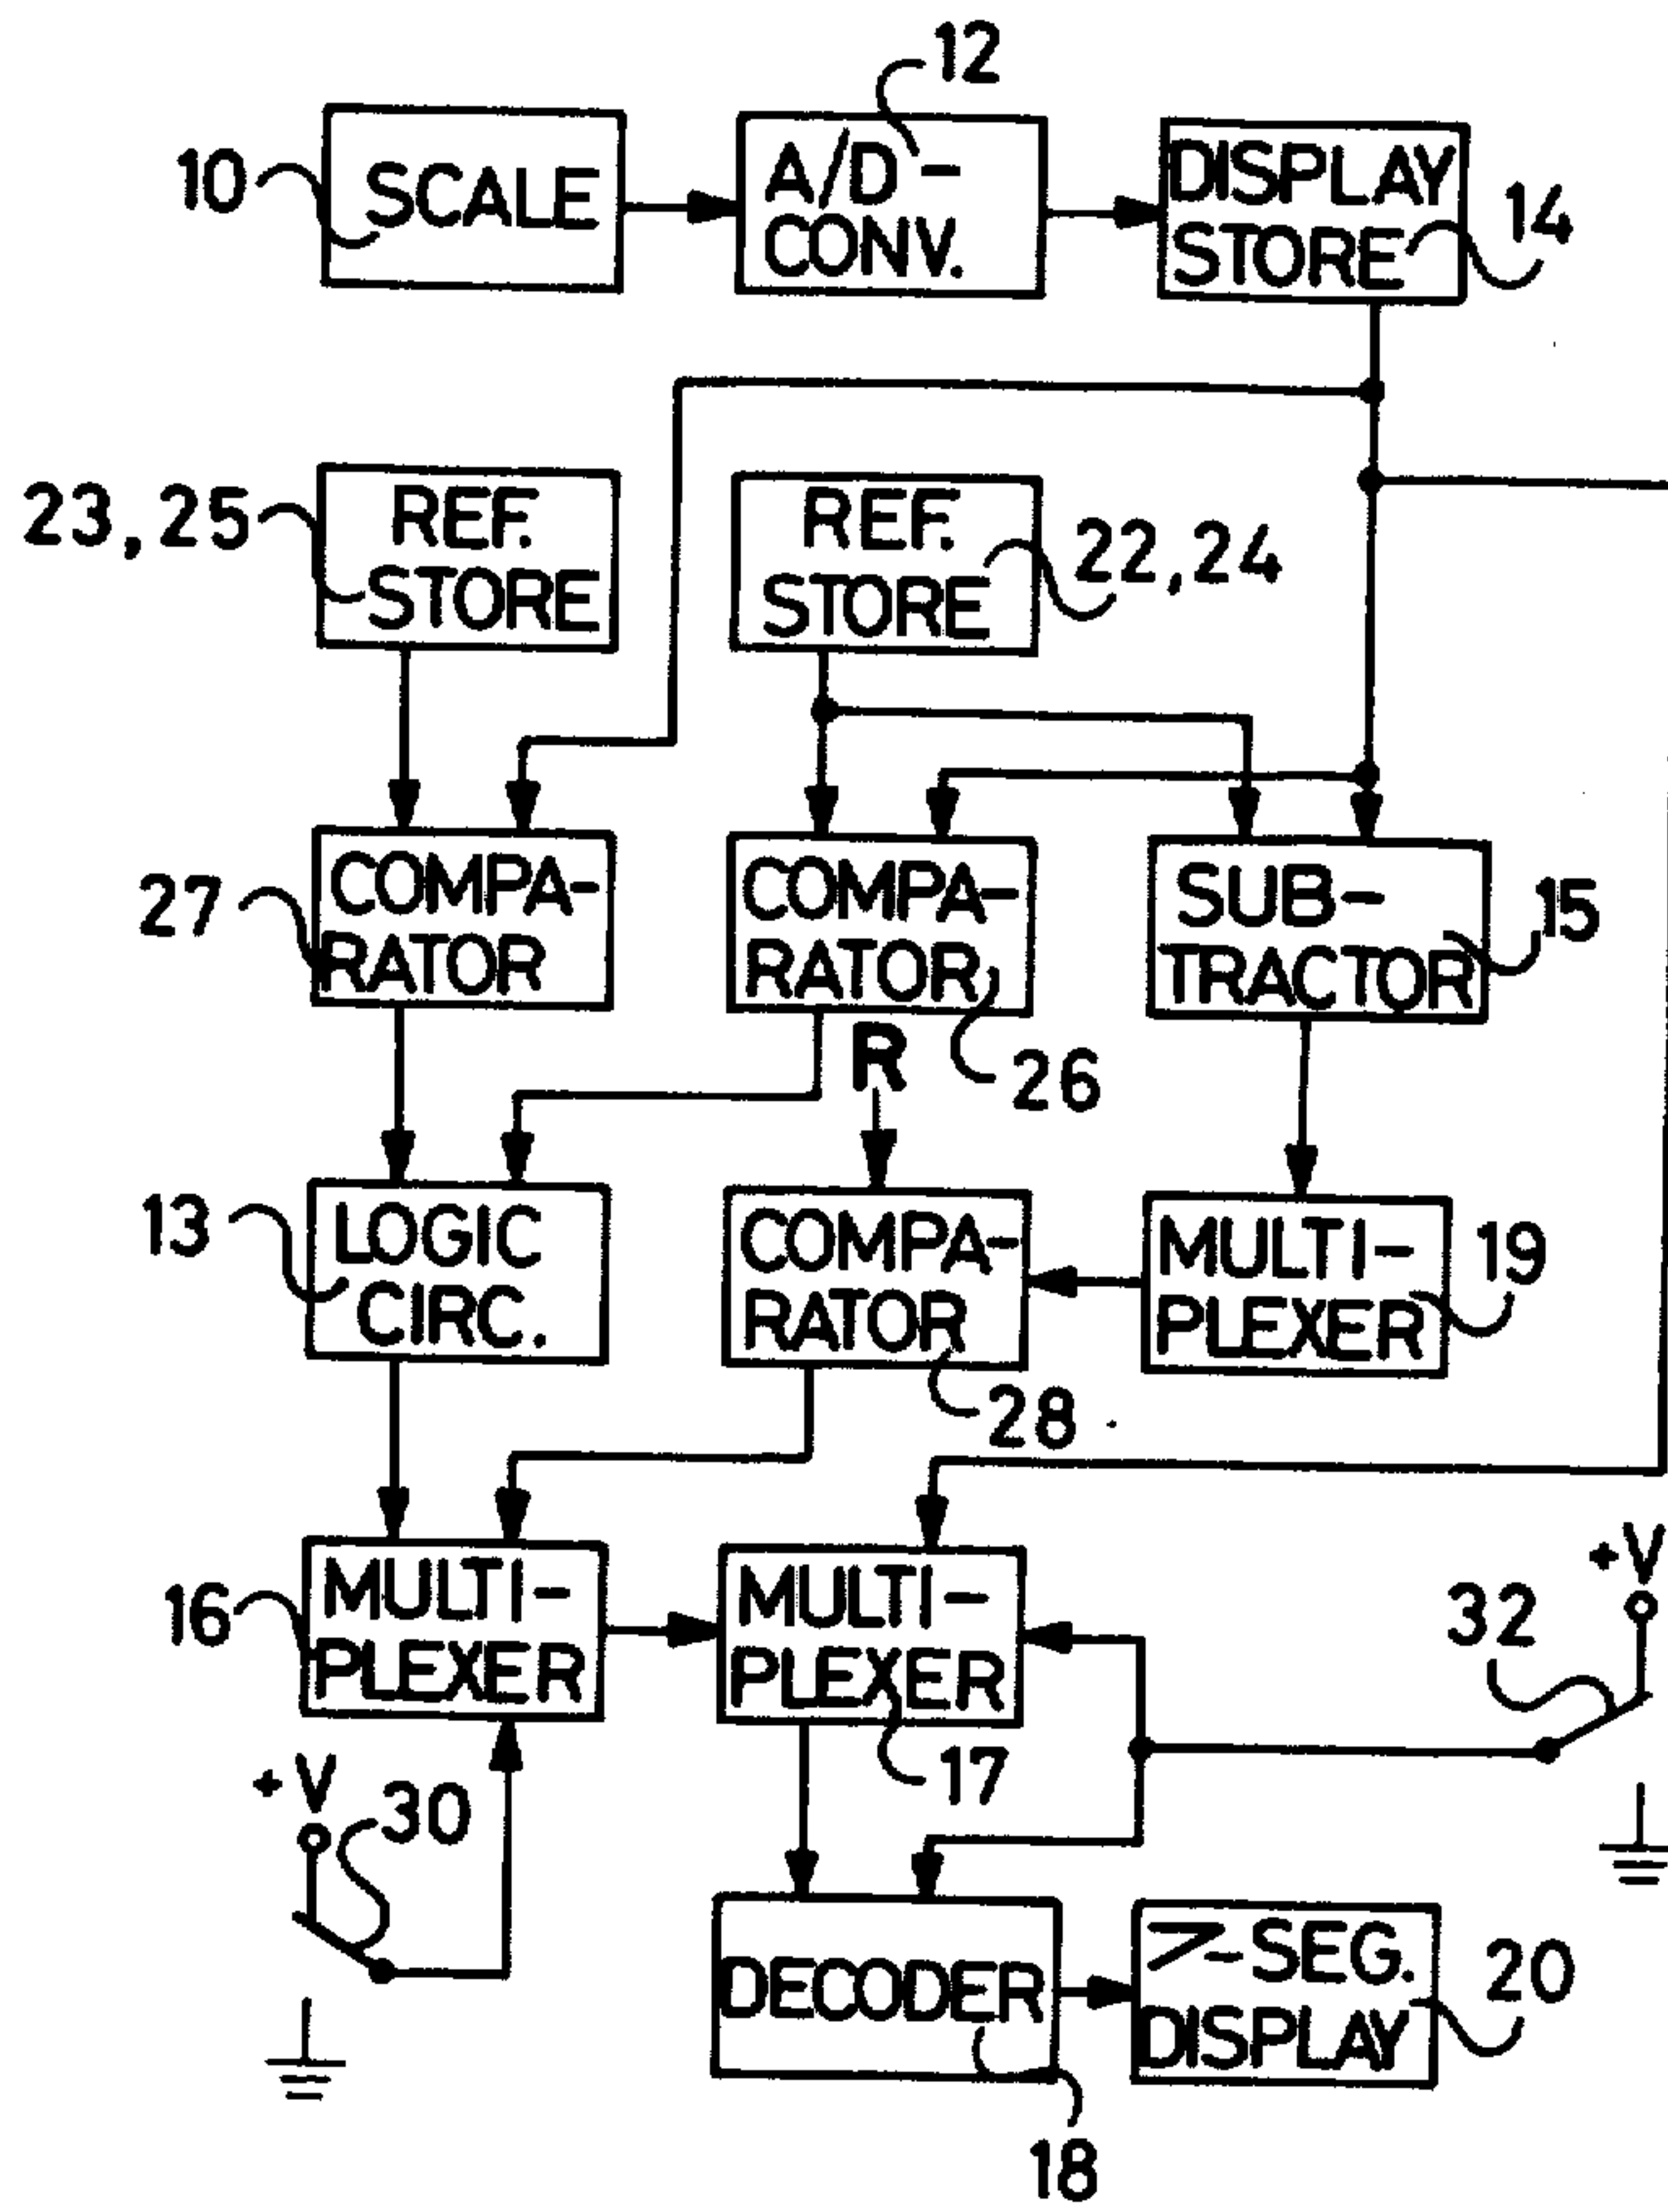 12
10
SCALE
A/D-
CONV.
DISPLAY
STORE
14
23,25
REF.
STORE
REF.
STORE
22,24
27
COMPA-
RATOR
COMPA-
RATOR
SUB-
TRACTOR
15
R
26
13
LOGIC
CIRC.
COMPA-
RATOR
MULTI-
PLEXER
19
28
16
MULTI-
PLEXER
MULTI-
PLEXER
17
32
+V
+V
30
DECODER
7-SEG.
DISPLAY
20
18